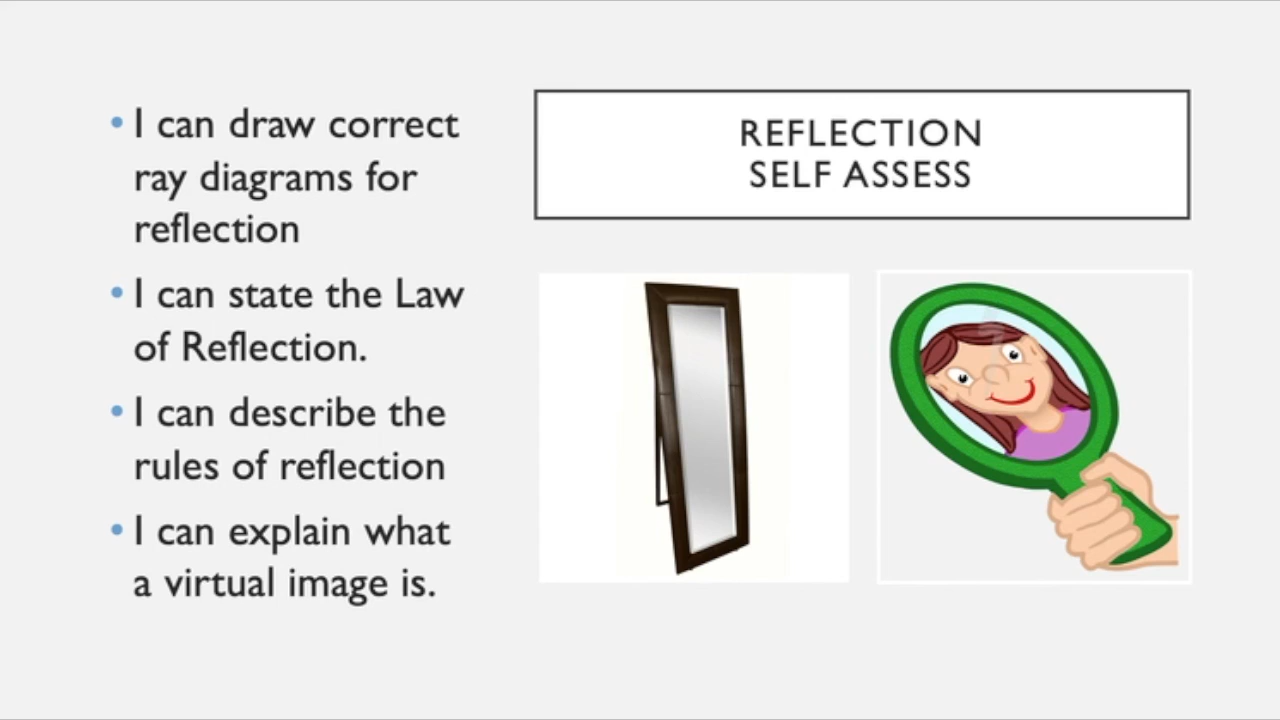 • I can draw correct
ray diagrams for
reflection
• I can state the Law
of Reflection.
• I can describe the
rules of reflection
• I can explain what
a virtual image is.
REFLECTION
SELF ASSESS